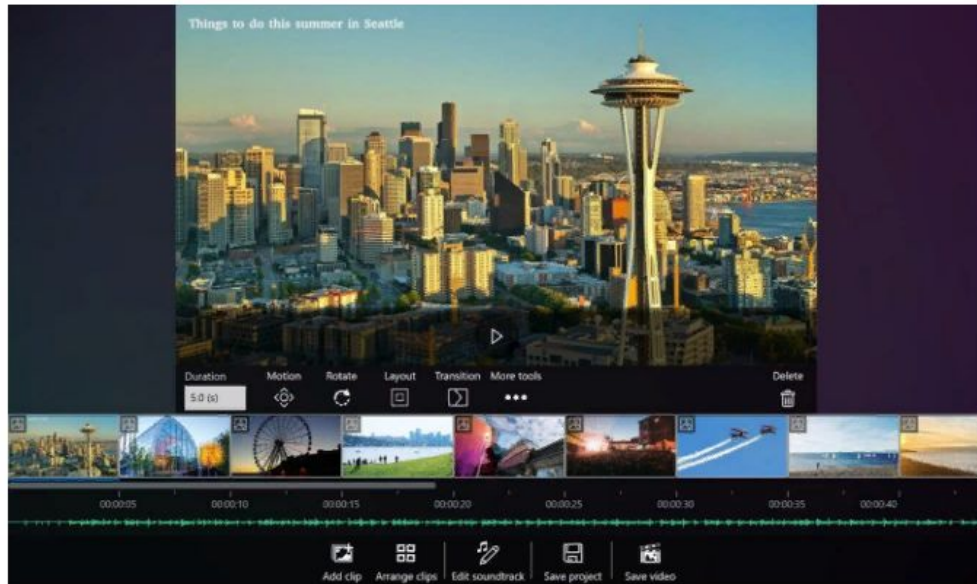 Things to do this summer in Seattle
Duration Motion Rotate Layout Transition More tools Delete
5.0 (s)
00:00:05 00:00:10 00:00:15 00:00:20 00:00:25 00:00:30 00:00:35 00:00:40
Add clip Arrange clips Edit soundtrack Save project Save video